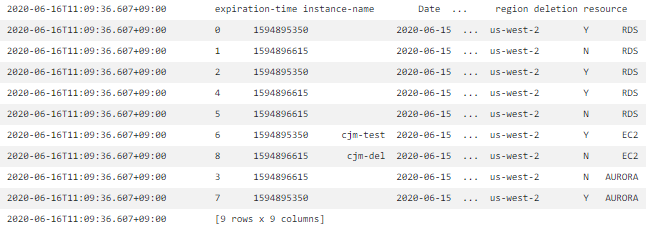 2020-06-16T11:09:36.607+09:00 expiration-time instance-name Date ... region deletion resource
2020-06-16T11:09:36.607+09:00 0 1594895350 2020-06-15 ... us-west-2 Y RDS
2020-06-16T11:09:36.607+09:00 1 1594896615 2020-06-15 ... us-west-2 N RDS
2020-06-16T11:09:36.607+09:00 2 1594895350 2020-06-15 ... us-west-2 Y RDS
2020-06-16T11:09:36.607+09:00 4 1594896615 2020-06-15 ... us-west-2 Y RDS
2020-06-16T11:09:36.607+09:00 5 1594896615 2020-06-15 ... us-west-2 N RDS
2020-06-16T11:09:36.607+09:00 6 1594895350 cjm-test 2020-06-15 ... us-west-2 Y EC2
2020-06-16T11:09:36.607+09:00 8 1594896615 cjm-del 2020-06-15 ... us-west-2 N EC2
2020-06-16T11:09:36.607+09:00 3 1594896615 2020-06-15 ... us-west-2 N AURORA
2020-06-16T11:09:36.607+09:00 7 1594895350 2020-06-15 ... us-west-2 Y AURORA
2020-06-16T11:09:36.607+09:00 [9 rows x 9 columns]